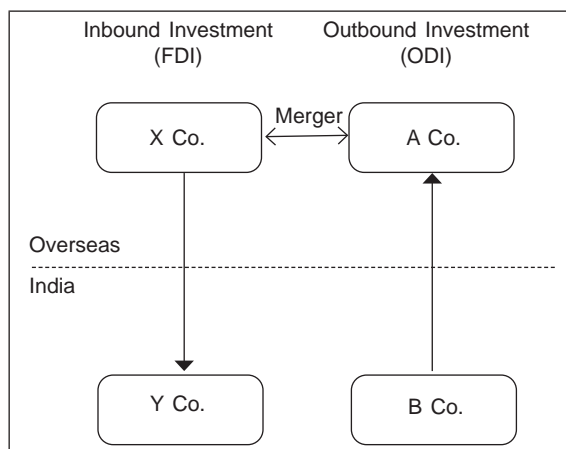 Inbound Investment
(FDI)
Outbound Investment
(ODI)
X Co.
Merger
A Co.
Overseas
India
Y Co.
B Co.